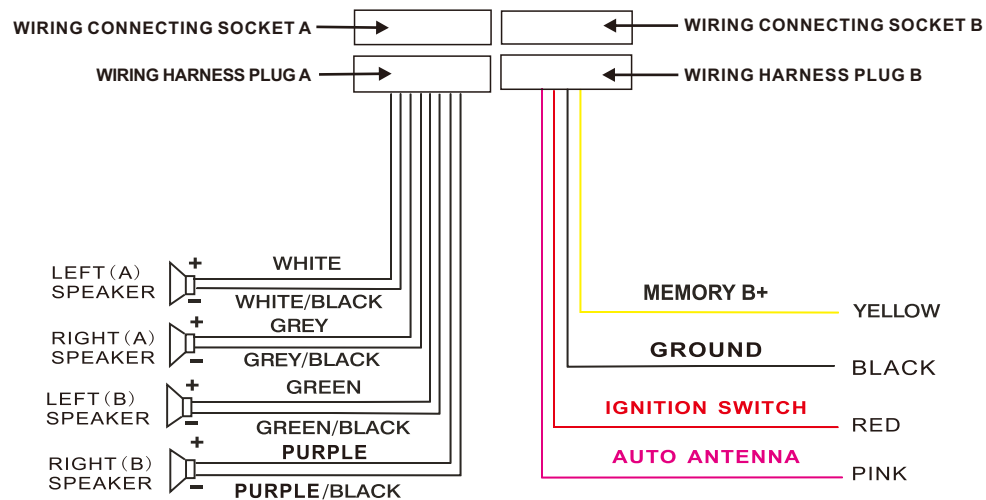 WIRING CONNECTING SOCKET A
WIRING CONNECTING SOCKET B
WIRING HARNESS PLUG A
WIRING HARNESS PLUG B
LEFT (A)
SPEAKER
+
-
WHITE
WHITE/BLACK
RIGHT (A)
SPEAKER
+
-
GREY
GREY/BLACK
LEFT (B)
SPEAKER
+
-
GREEN
GREEN/BLACK
RIGHT (B)
SPEAKER
+
-
PURPLE
PURPLE/BLACK
MEMORY B+
YELLOW
GROUND
BLACK
IGNITION SWITCH
RED
AUTO ANTENNA
PINK